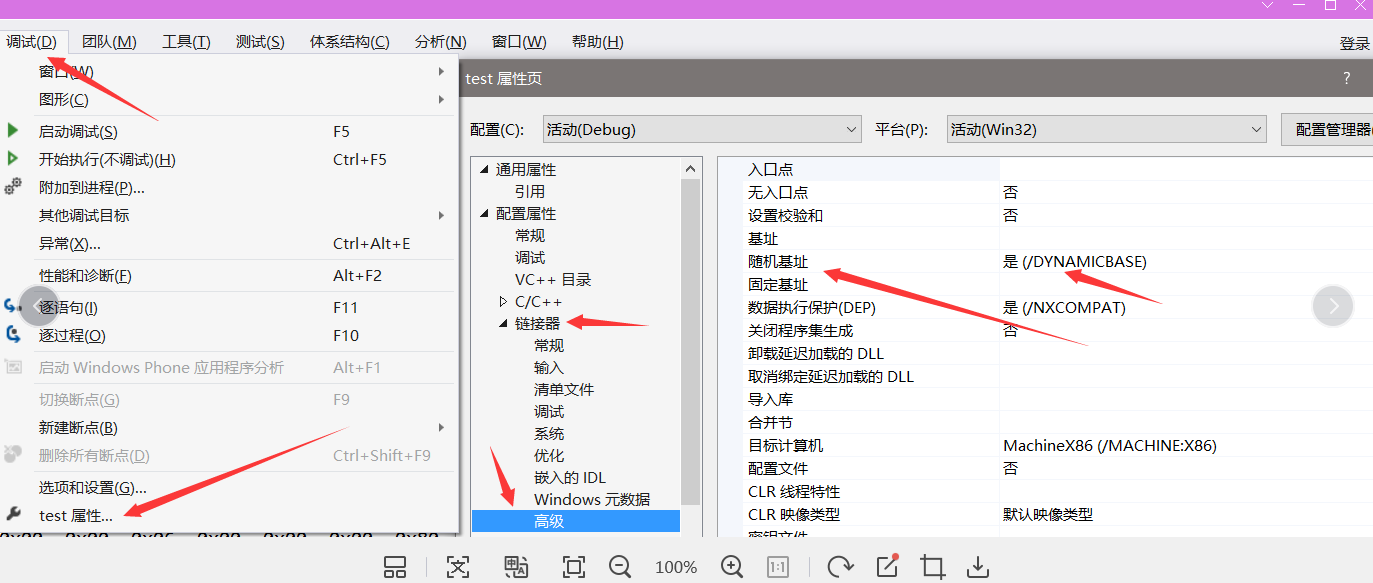 调试(D) 团队(M) 工具(T) 测试(S) 体系结构(C) 分析(N) 窗口(W) 帮助(H)
登录
窗口(W)
图形(C)
启动调试(S) F5
开始执行(不调试)(H) Ctrl+F5
附加到进程(P)...
其他调试目标
异常(X)... Ctrl+Alt+E
性能和诊断(F) Alt+F2
逐语句(I) F11
逐过程(O) F10
启动 Windows Phone 应用程序分析 Alt+F1
切换断点(G) F9
新建断点(B)
删除所有断点(D) Ctrl+Shift+F9
选项和设置(G)...
test 属性...
test 属性页 ?
配置(C): 活动(Debug) 平台(P): 活动(Win32) 配置管理器
通用属性
引用
配置属性
常规
调试
VC++ 目录
C/C++
链接器
常规
输入
清单文件
调试
系统
优化
嵌入的 IDL
Windows 元数据
高级
入口点
无入口点 否
设置校验和 否
基址
随机基址 是 (/DYNAMICBASE)
固定基址
数据执行保护(DEP) 是 (/NXCOMPAT)
关闭程序集生成 否
卸载延迟加载的 DLL
取消绑定延迟加载的 DLL
导入库
合并节
目标计算机 MachineX86 (/MACHINE:X86)
配置文件 否
CLR 线程特性
CLR 映像类型 默认映像类型
100% 1:1